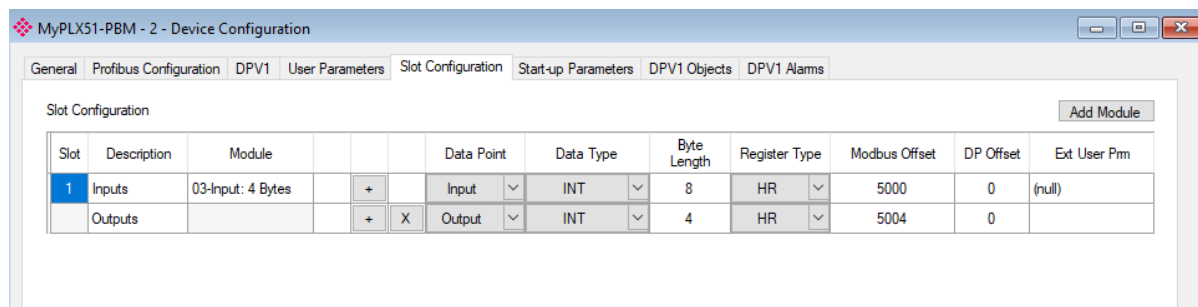 MyPLX51-PBM - 2 - Device Configuration
General Profibus Configuration DPV1 User Parameters Slot Configuration Start-up Parameters DPV1 Objects DPV1 Alarms
Slot Configuration Add Module
Slot Description Module Data Point Data Type Byte Length Register Type Modbus Offset DP Offset Ext User Prm
1 Inputs 03-Input: 4 Bytes + Input INT 8 HR 5000 0 (null)
Outputs + X Output INT 4 HR 5004 0